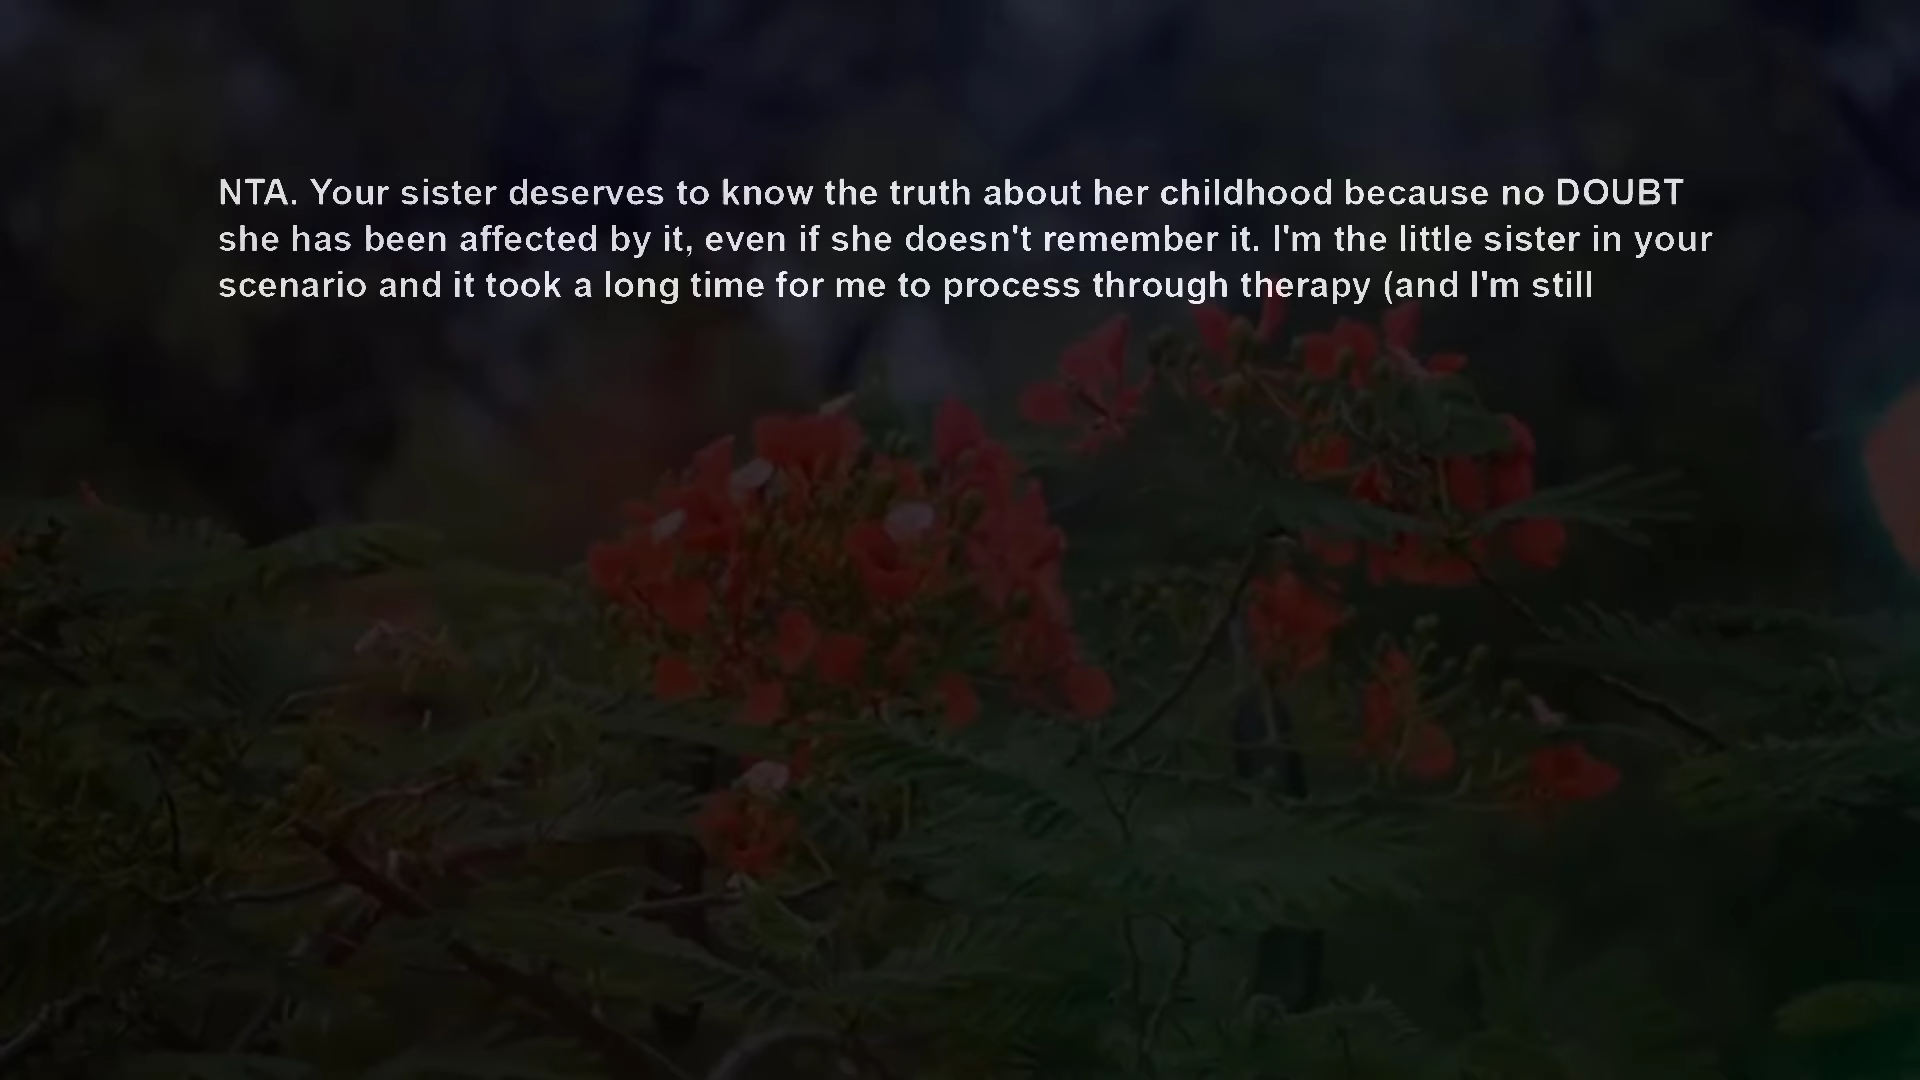 NTA. Your sister deserves to know the truth about her childhood because no DOUBT
she has been affected by it, even if she doesn't remember it. I'm the little sister in your
scenario and it took a long time for me to process through therapy (and I'm still